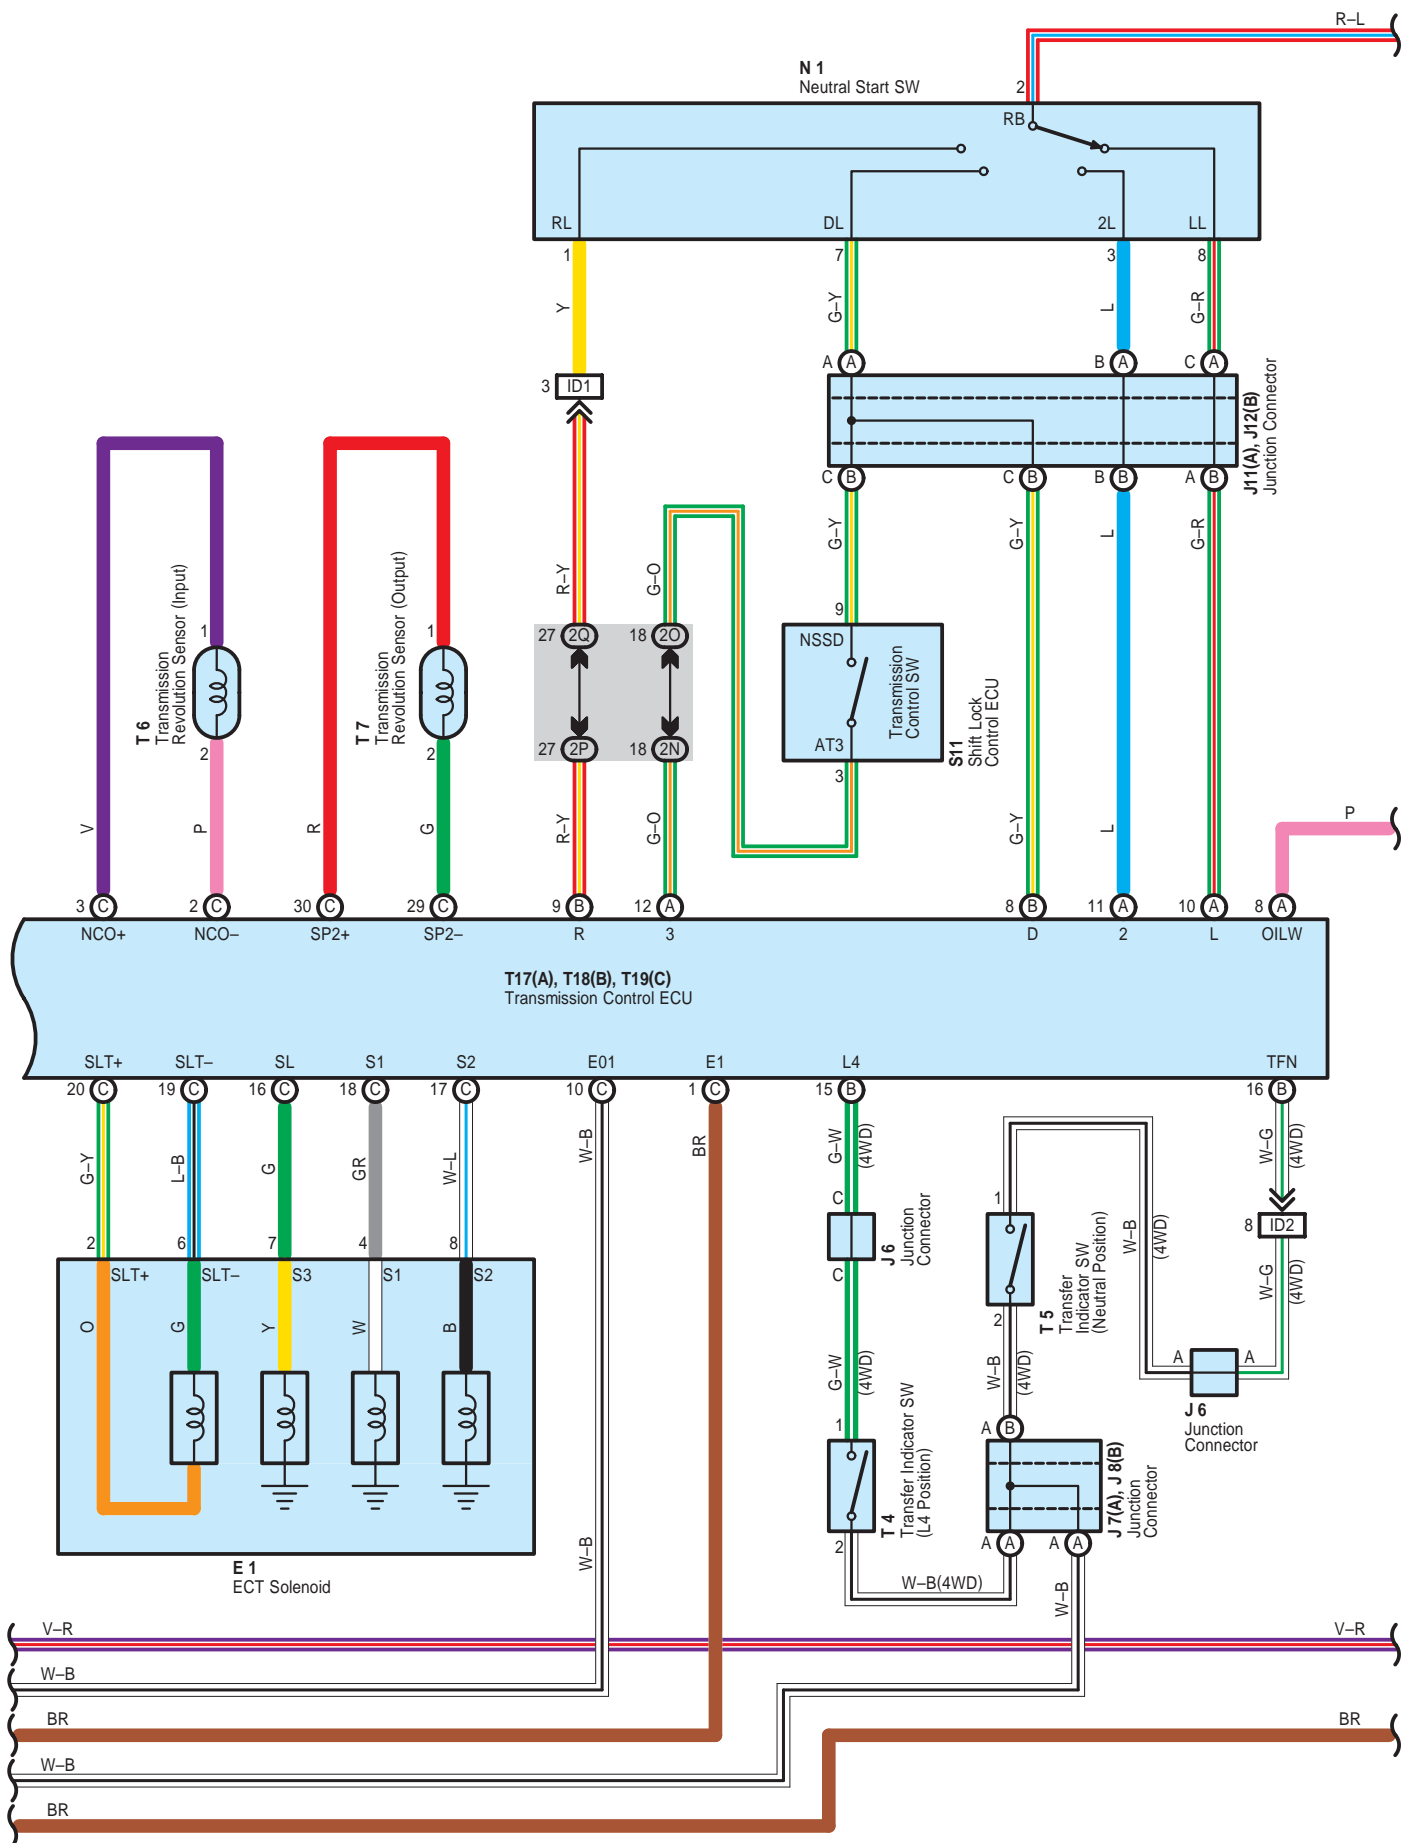 R–L
N 1
Neutral Start SW
2
RB
RL
DL
2L
LL
1
7
3
8
Y
G–Y
L
G–R
A A
B A
C A
3 ID1
J11(A), J12(B)
Junction Connector
C B
C B
B B
A B
R–Y
G–O
G–Y
G–Y
L
G–R
T 6
Transmission
Revolution Sensor (Input)
1
2
T 7
Transmission
Revolution Sensor (Output)
1
2
27 2Q
18 2O
27 2P
18 2N
9
NSSD
Transmission
Control SW
AT3
3
S11
Shift Lock
Control ECU
V
P
R
G
R–Y
G–O
G–Y
L
P
3 C
2 C
30 C
29 C
9 B
12 A
8 B
11 A
10 A
8 A
NCO+
NCO–
SP2+
SP2–
R
3
D
2
L
OILW
T17(A), T18(B), T19(C)
Transmission Control ECU
SLT+
SLT–
SL
S1
S2
E01
E1
L4
TFN
20 C
19 C
16 C
18 C
17 C
10 C
1 C
15 B
16 B
G–Y
L–B
G
GR
W–L
W–B
BR
G–W
(4WD)
W–G
(4WD)
C
J 6
Junction
Connector
C
1
T 5
Transfer
Indicator SW
(Neutral Position)
2
W–B
(4WD)
8 ID2
W–G
(4WD)
2
6
7
4
8
SLT+
SLT–
S3
S1
S2
O
G
Y
W
B
G–W
(4WD)
W–B
(4WD)
A
A
J 6
Junction
Connector
1
T 4
Transfer Indicator SW
(L4 Position)
2
A B
J 7(A), J 8(B)
Junction
Connector
A A
A A
W–B(4WD)
W–B
W–B
E 1
ECT Solenoid
V–R
V–R
W–B
BR
BR
W–B
BR